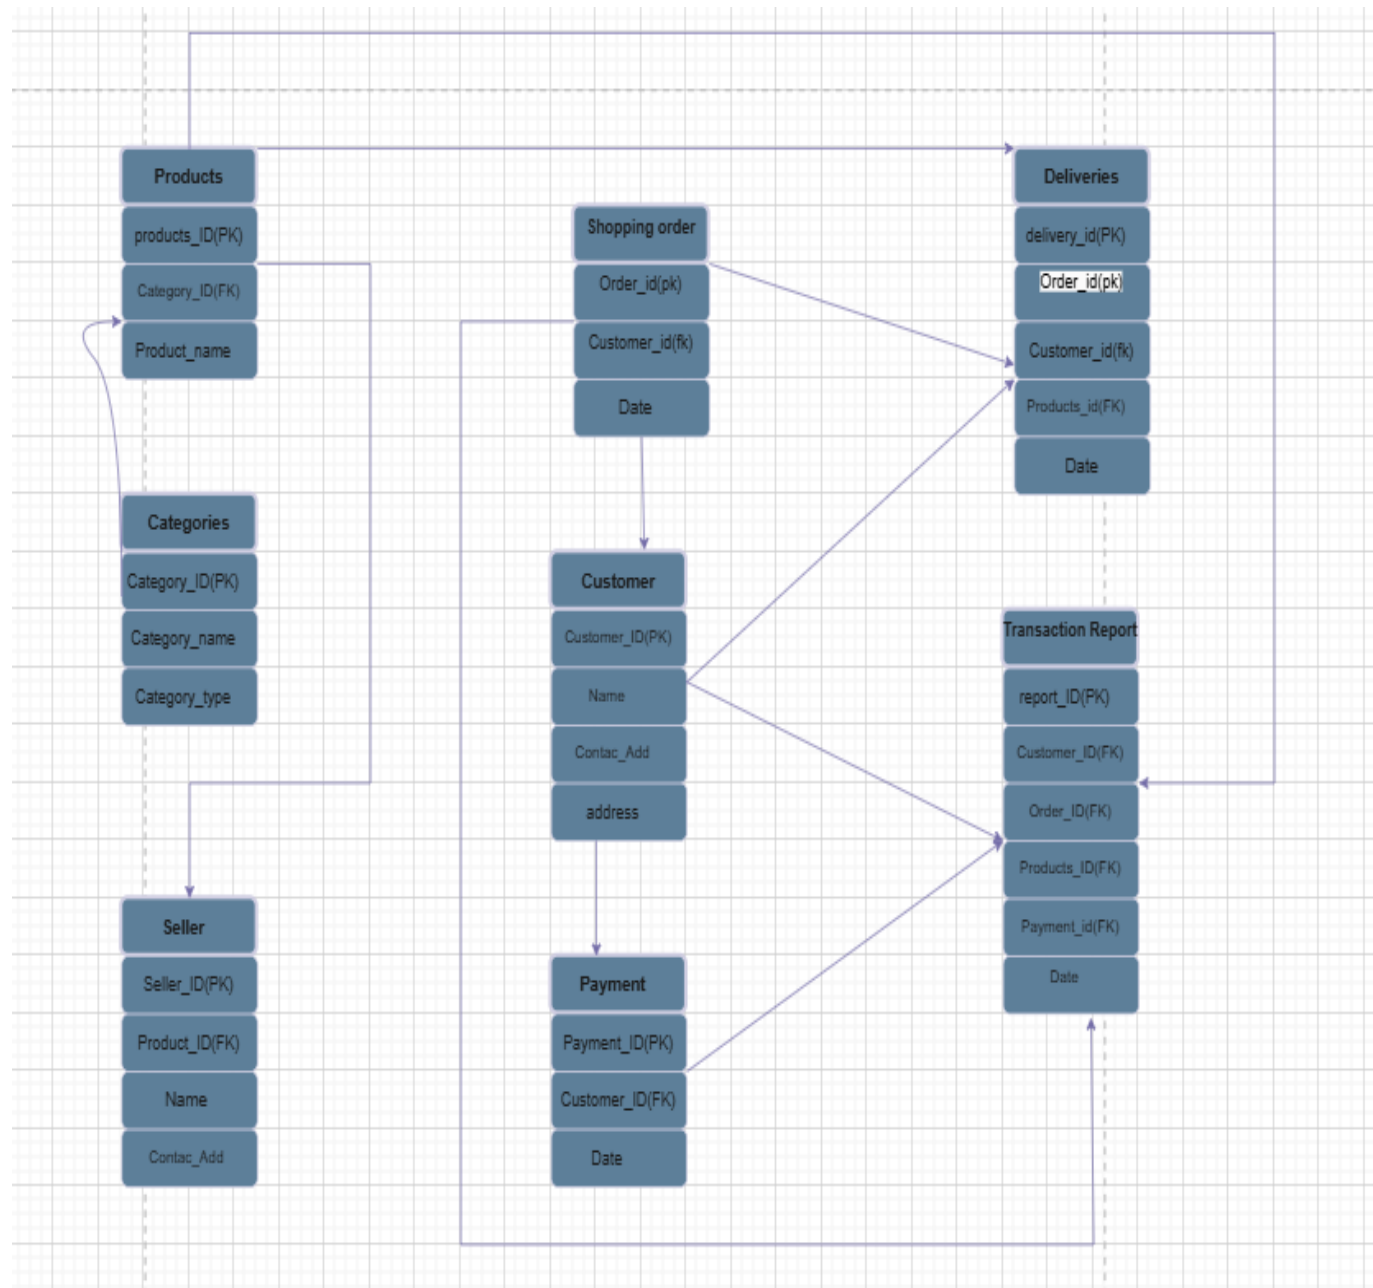 Products
products_ID(PK)
Category_ID(FK)
Product_name
Categories
Category_ID(PK)
Category_name
Category_type
Seller
Seller_ID(PK)
Product_ID(FK)
Name
Contac_Add
Shopping order
Order_id(pk)
Customer_id(fk)
Date
Customer
Customer_ID(PK)
Name
Contac_Add
address
Payment
Payment_ID(PK)
Customer_ID(FK)
Date
Deliveries
delivery_id(PK)
Order_id(pk)
Customer_id(fk)
Products_id(FK)
Date
Transaction Report
report_ID(PK)
Customer_ID(FK)
Order_ID(FK)
Products_ID(FK)
Payment_id(FK)
Date